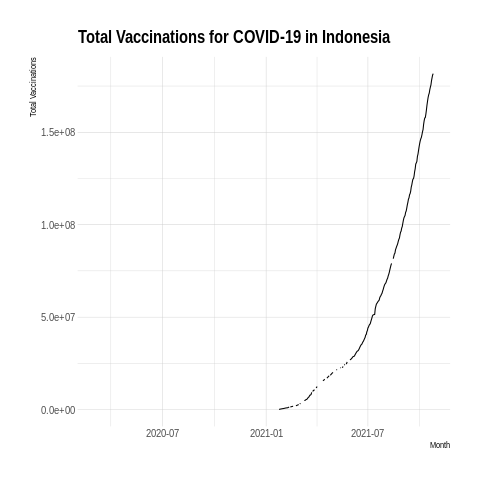 Total Vaccinations for COVID-19 in Indonesia
Total Vaccinations
1.5e+08
1.0e+08
5.0e+07
0.0e+00
2020-07 2021-01 2021-07
Month